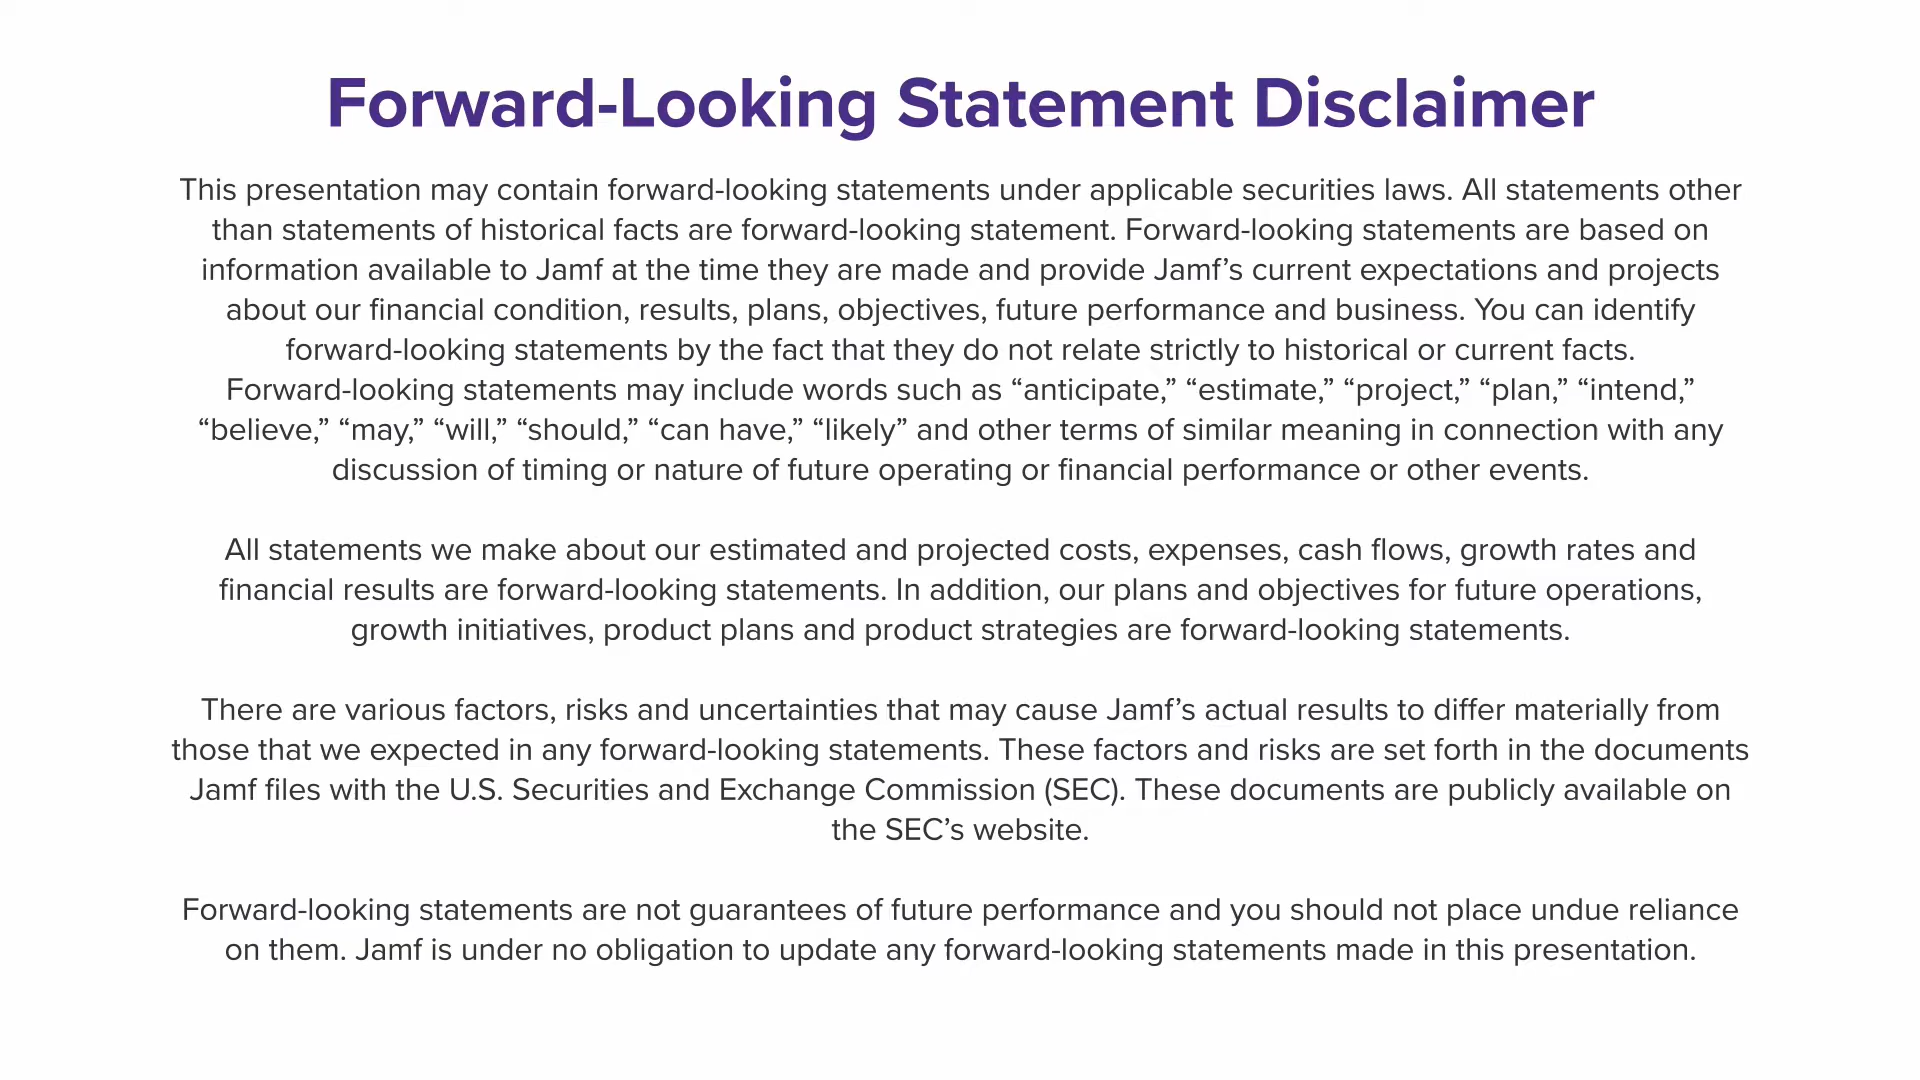 Forward-Looking Statement Disclaimer
This presentation may contain forward-looking statements under applicable securities laws. All statements other
than statements of historical facts are forward-looking statement. Forward-looking statements are based on
information available to Jamf at the time they are made and provide Jamf’s current expectations and projects
about our financial condition, results, plans, objectives, future performance and business. You can identify
forward-looking statements by the fact that they do not relate strictly to historical or current facts.
Forward-looking statements may include words such as “anticipate,” “estimate,” “project,” “plan,” “intend,”
“believe,” “may,” “will,” “should,” “can have,” “likely” and other terms of similar meaning in connection with any
discussion of timing or nature of future operating or financial performance or other events.
All statements we make about our estimated and projected costs, expenses, cash flows, growth rates and
financial results are forward-looking statements. In addition, our plans and objectives for future operations,
growth initiatives, product plans and product strategies are forward-looking statements.
There are various factors, risks and uncertainties that may cause Jamf’s actual results to differ materially from
those that we expected in any forward-looking statements. These factors and risks are set forth in the documents
Jamf files with the U.S. Securities and Exchange Commission (SEC). These documents are publicly available on
the SEC’s website.
Forward-looking statements are not guarantees of future performance and you should not place undue reliance
on them. Jamf is under no obligation to update any forward-looking statements made in this presentation.